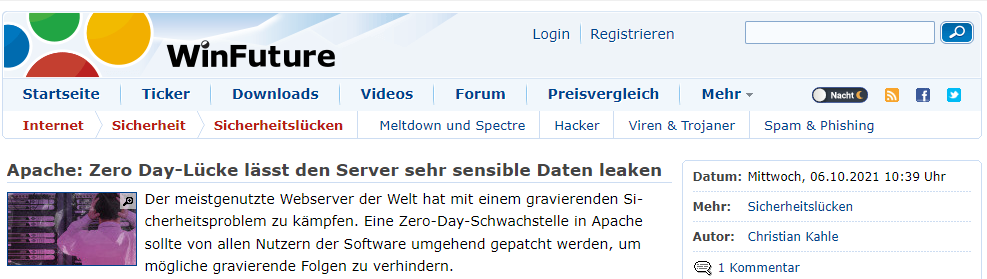 WinFuture
Login Registrieren
Startseite Ticker Downloads Videos Forum Preisvergleich Mehr Nacht
Internet Sicherheit Sicherheitslücken Meltdown und Spectre Hacker Viren & Trojaner Spam & Phishing
Apache: Zero Day-Lücke lässt den Server sehr sensible Daten leaken
Der meistgenutzte Webserver der Welt hat mit einem gravierenden Si-
cherheitsproblem zu kämpfen. Eine Zero-Day-Schwachstelle in Apache
sollte von allen Nutzern der Software umgehend gepatcht werden, um
mögliche gravierende Folgen zu verhindern.
Datum: Mittwoch, 06.10.2021 10:39 Uhr
Mehr: Sicherheitslücken
Autor: Christian Kahle
1 Kommentar